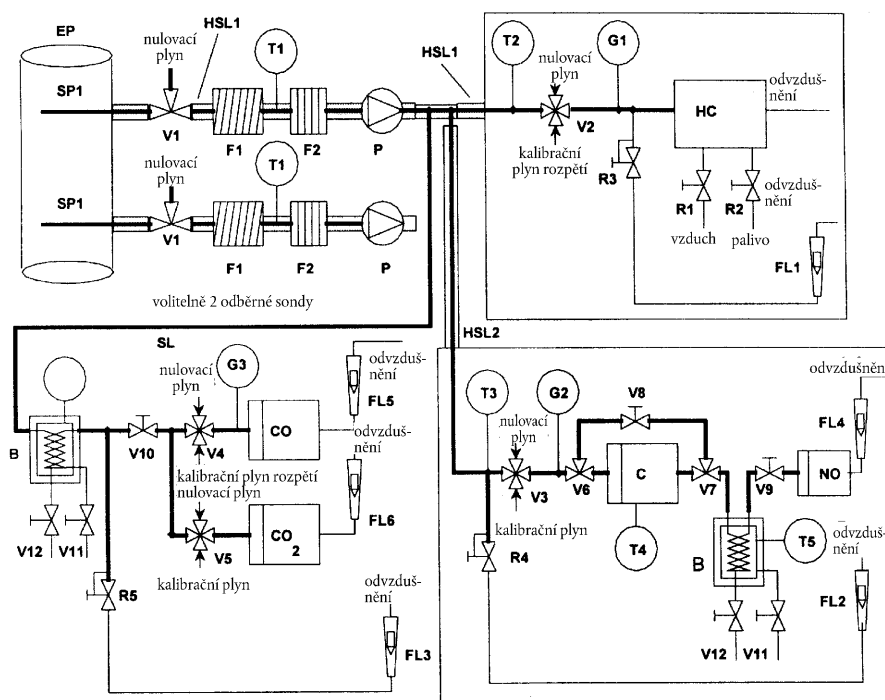 EP
nulovací
plyn
HSL1
T1
SP1
V1
F1
F2
P
HSL1
nulovací
plyn
T1
SP1
V1
F1
F2
P
volitelně 2 odběrné sondy
T2
nulovací
plyn
G1
V2
kalibrační
plyn rozpětí
HC
odvzduš-
nění
R3
R1
R2
odvzduš-
nění
vzduch
palivo
FL1
HSL2
SL
nulovací
plyn
G3
odvzduš-
nění
FL5
B
V10
V4
CO
odvzduš-
nění
kalibrační plyn rozpětí
nulovací plyn
V12
V11
V5
CO2
FL6
kalibrační plyn
R5
odvzduš-
nění
FL3
T3
nulovací
plyn
G2
V8
odvzdušnění
FL4
V3
V6
C
V7
V9
NO
kalibrační plyn
R4
T4
B
T5
odvzduš-
nění
FL2
V12
V11